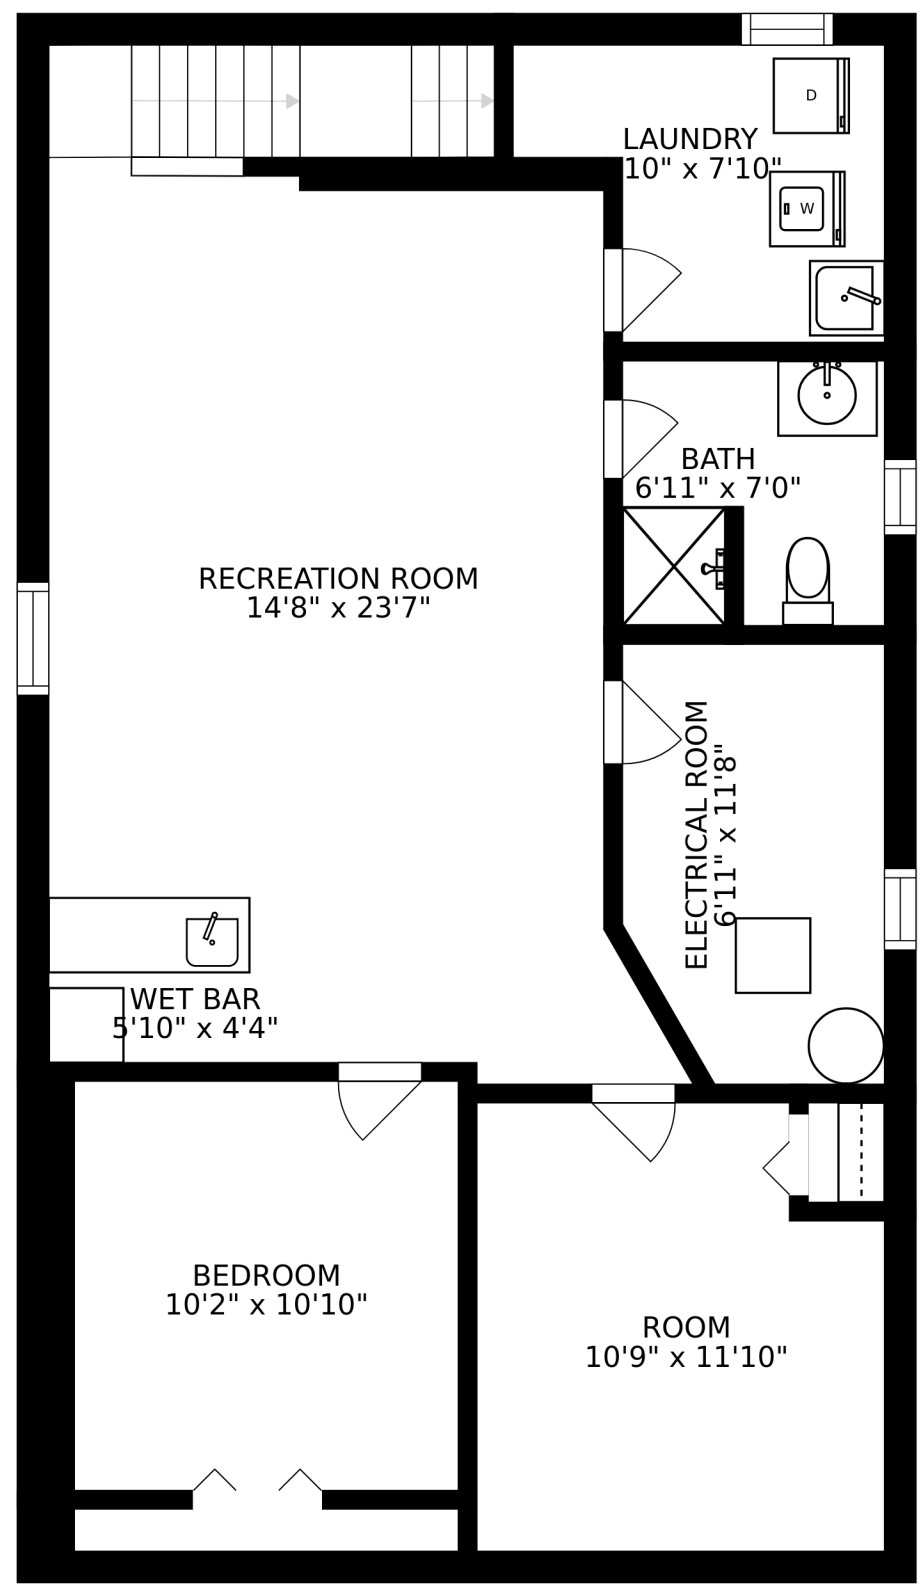 D
LAUNDRY
10" x 7'10"
W
BATH
6'11" x 7'0"
RECREATION ROOM
14'8" x 23'7"
ELECTRICAL ROOM
6'11" x 11'8"
WET BAR
5'10" x 4'4"
BEDROOM
10'2" x 10'10"
ROOM
10'9" x 11'10"